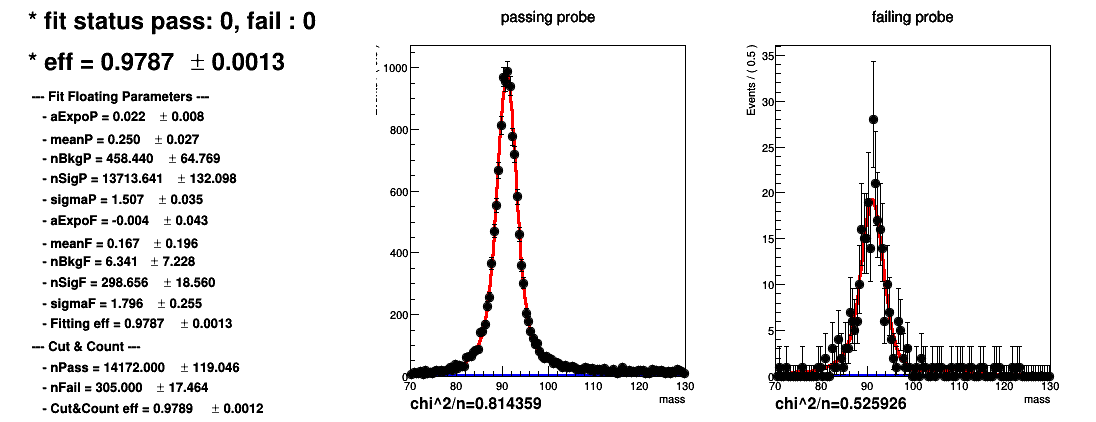 * fit status pass: 0, fail : 0
* eff = 0.9787 ± 0.0013
--- Fit Floating Parameters ---
- aExpoP = 0.022 ± 0.008
- meanP = 0.250 ± 0.027
- nBkgP = 458.440 ± 64.769
- nSigP = 13713.641 ± 132.098
- sigmaP = 1.507 ± 0.035
- aExpoF = -0.004 ± 0.043
- meanF = 0.167 ± 0.196
- nBkgF = 6.341 ± 7.228
- nSigF = 298.656 ± 18.560
- sigmaF = 1.796 ± 0.255
- Fitting eff = 0.9787 ± 0.0013
--- Cut & Count ---
- nPass = 14172.000 ± 119.046
- nFail = 305.000 ± 17.464
- Cut&Count eff = 0.9789 ± 0.0012
passing probe
1000
800
600
400
200
0
70 80 90 100 110 120 130
mass
chi^2/n=0.814359
failing probe
Events / ( 0.5 )
35
30
25
20
15
10
5
0
70 80 90 100 110 120 130
mass
chi^2/n=0.525926